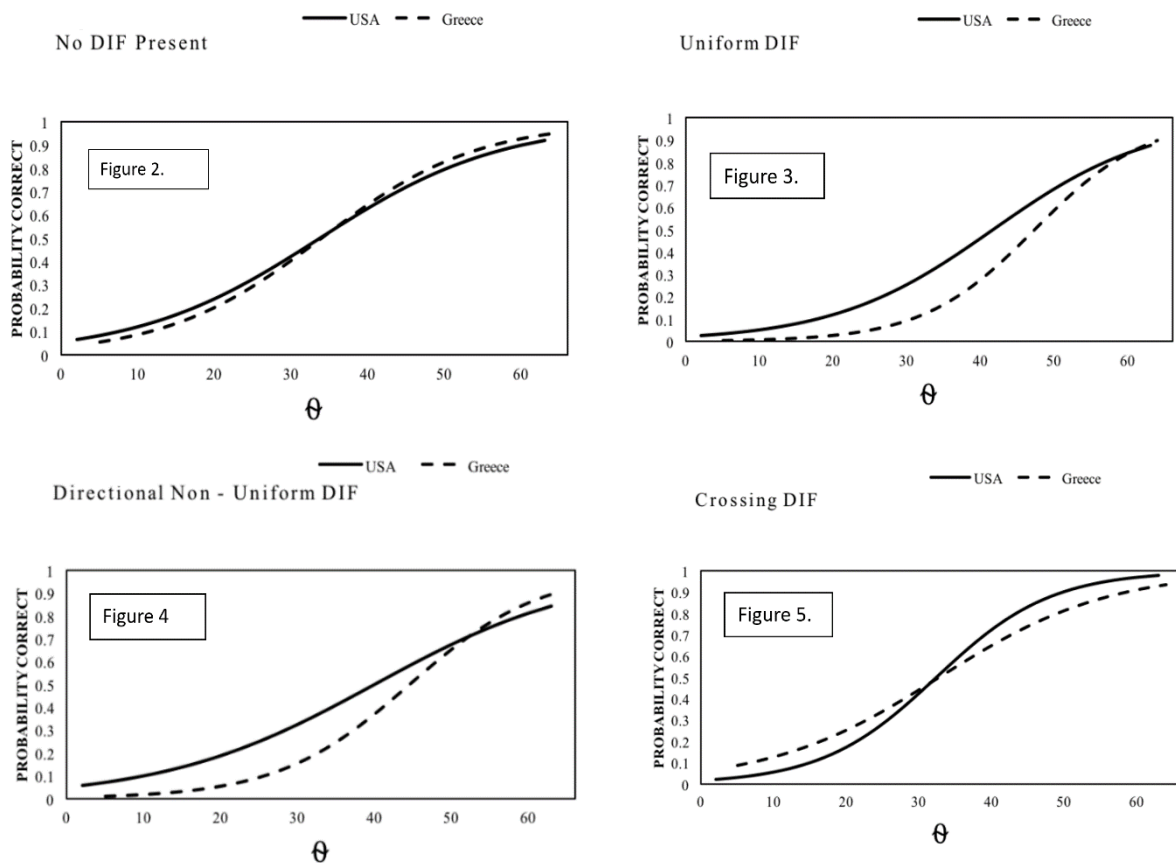 USA Greece
No DIF Present
PROBABILITY CORRECT
1
0.9
0.8
0.7
0.6
0.5
0.4
0.3
0.2
0.1
0
Figure 2.
0 10 20 30 40 50 60
θ
USA Greece
Uniform DIF
PROBABILITY CORRECT
1
0.9
0.8
0.7
0.6
0.5
0.4
0.3
0.2
0.1
0
Figure 3.
0 10 20 30 40 50 60
θ
USA Greece
Directional Non - Uniform DIF
PROBABILITY CORRECT
1
0.9
0.8
0.7
0.6
0.5
0.4
0.3
0.2
0.1
0
Figure 4
0 10 20 30 40 50 60
θ
USA Greece
Crossing DIF
PROBABILITY CORRECT
1
0.9
0.8
0.7
0.6
0.5
0.4
0.3
0.2
0.1
0
Figure 5.
0 10 20 30 40 50 60
θ